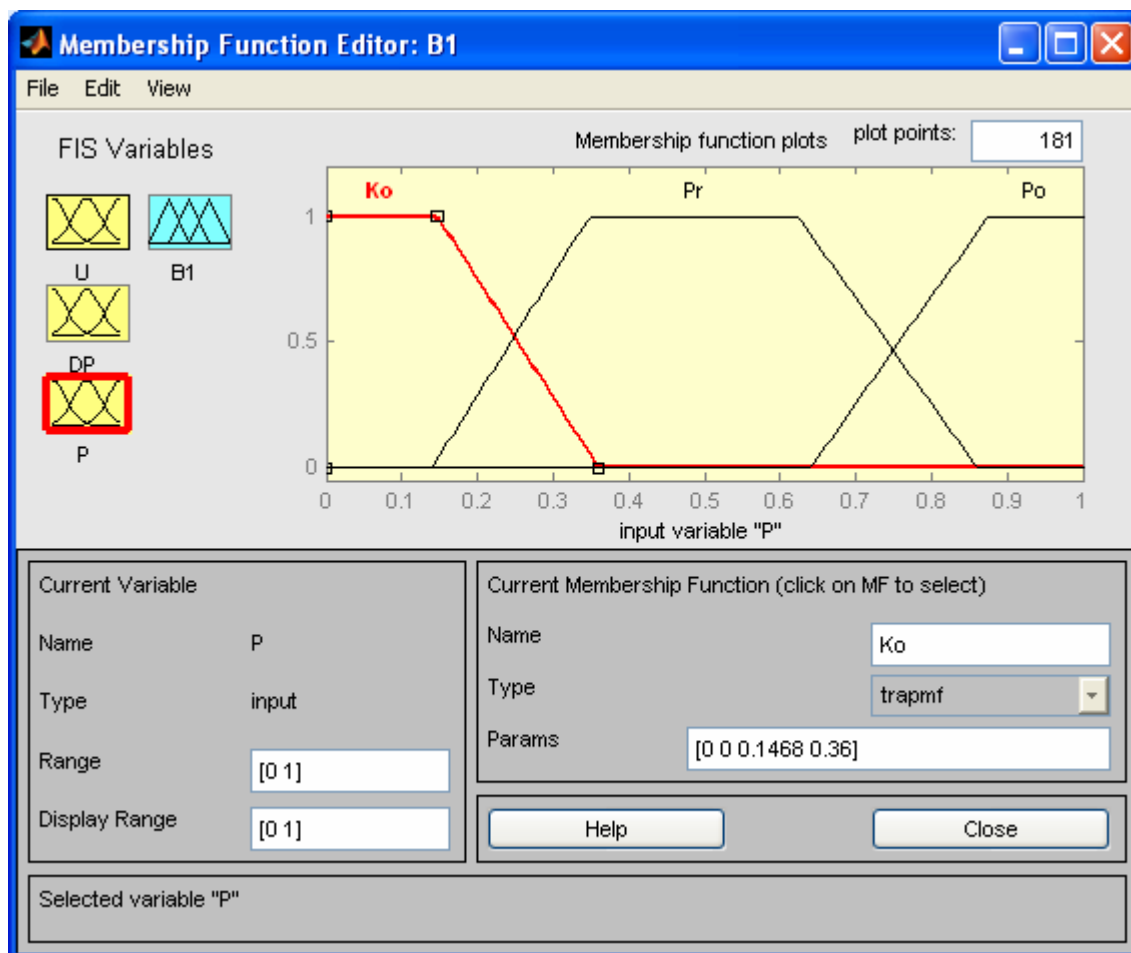 Membership Function Editor: B1
File Edit View
FIS Variables
Membership function plots plot points: 181
U B1
DP
P
Ko Pr Po
1
0.5
0
0 0.1 0.2 0.3 0.4 0.5 0.6 0.7 0.8 0.9 1
input variable "P"
Current Variable
Name P
Type input
Range [0 1]
Display Range [0 1]
Current Membership Function (click on MF to select)
Name Ko
Type trapmf
Params [0 0 0.1468 0.36]
Help Close
Selected variable "P"